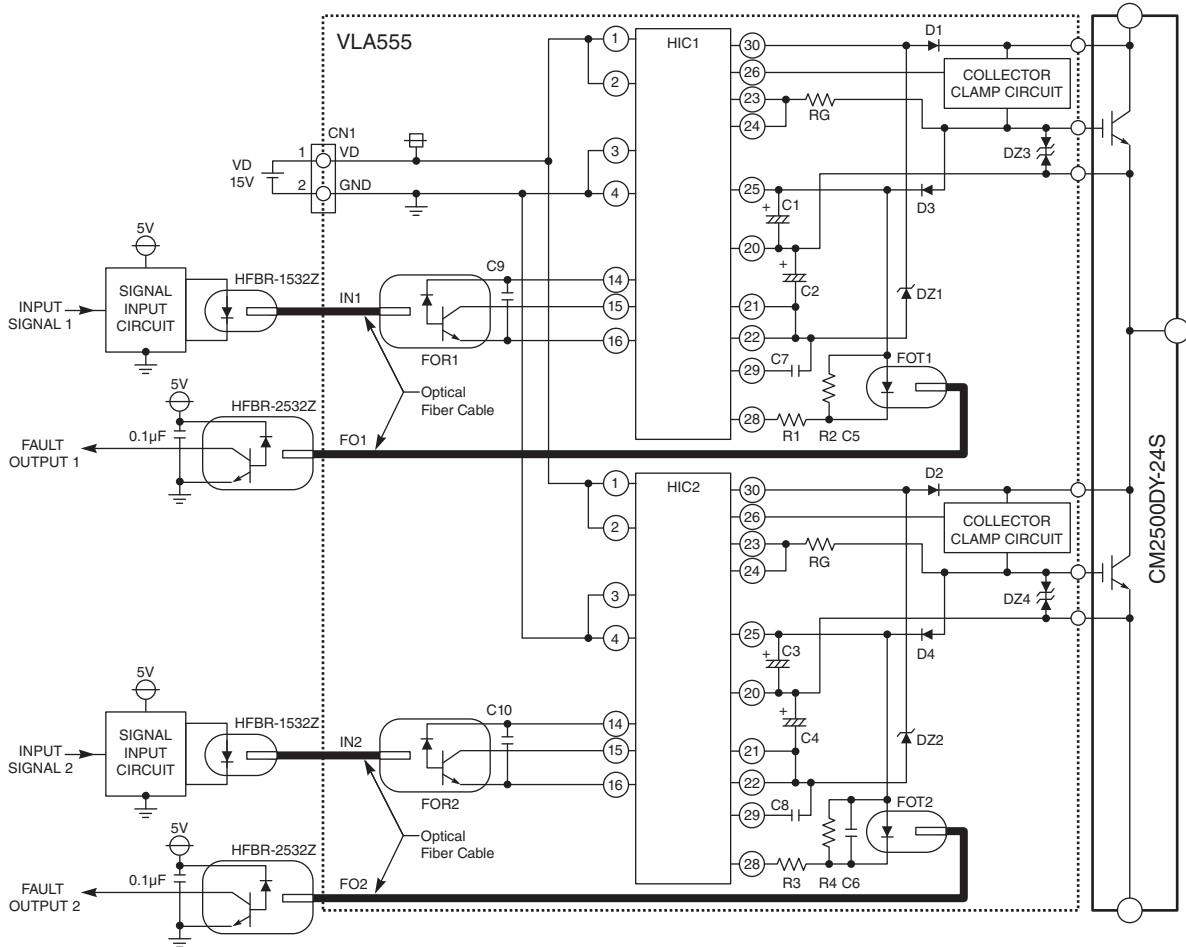 VLA555
HIC1
1
2
3
4
14
15
16
30
26
23
24
25
20
21
22
29
28
D1
COLLECTOR
CLAMP CIRCUIT
RG
DZ3
D3
+
C1
+
C2
DZ1
C7
R1
R2 C5
FOT1
CN1
1
VD
2
GND
VD
15V
5V
SIGNAL
INPUT
CIRCUIT
INPUT
SIGNAL 1
HFBR-1532Z
IN1
C9
FOR1
Optical
Fiber Cable
5V
HFBR-2532Z
0.1µF
FAULT
OUTPUT 1
FO1
HIC2
1
2
3
4
14
15
16
30
26
23
24
25
20
21
22
29
28
D2
COLLECTOR
CLAMP CIRCUIT
RG
DZ4
D4
+
C3
+
C4
DZ2
C8
R3
R4 C6
FOT2
5V
SIGNAL
INPUT
CIRCUIT
INPUT
SIGNAL 2
HFBR-1532Z
IN2
C10
FOR2
Optical
Fiber Cable
5V
HFBR-2532Z
0.1µF
FAULT
OUTPUT 2
FO2
CM2500DY-24S